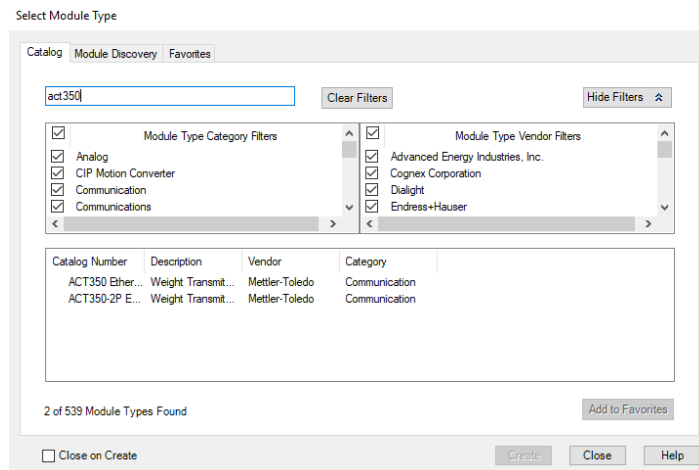 Select Module Type
Catalog Module Discovery Favorites
act350
Clear Filters
Hide Filters
Module Type Category Filters
Analog
CIP Motion Converter
Communication
Communications
Module Type Vendor Filters
Advanced Energy Industries, Inc.
Cognex Corporation
Dialight
Endress+Hauser
Catalog Number Description Vendor Category
ACT350 Ether... Weight Transmit... Mettler-Toledo Communication
ACT350-2P E... Weight Transmit... Mettler-Toledo Communication
2 of 539 Module Types Found
Add to Favorites
Close on Create
Create Close Help